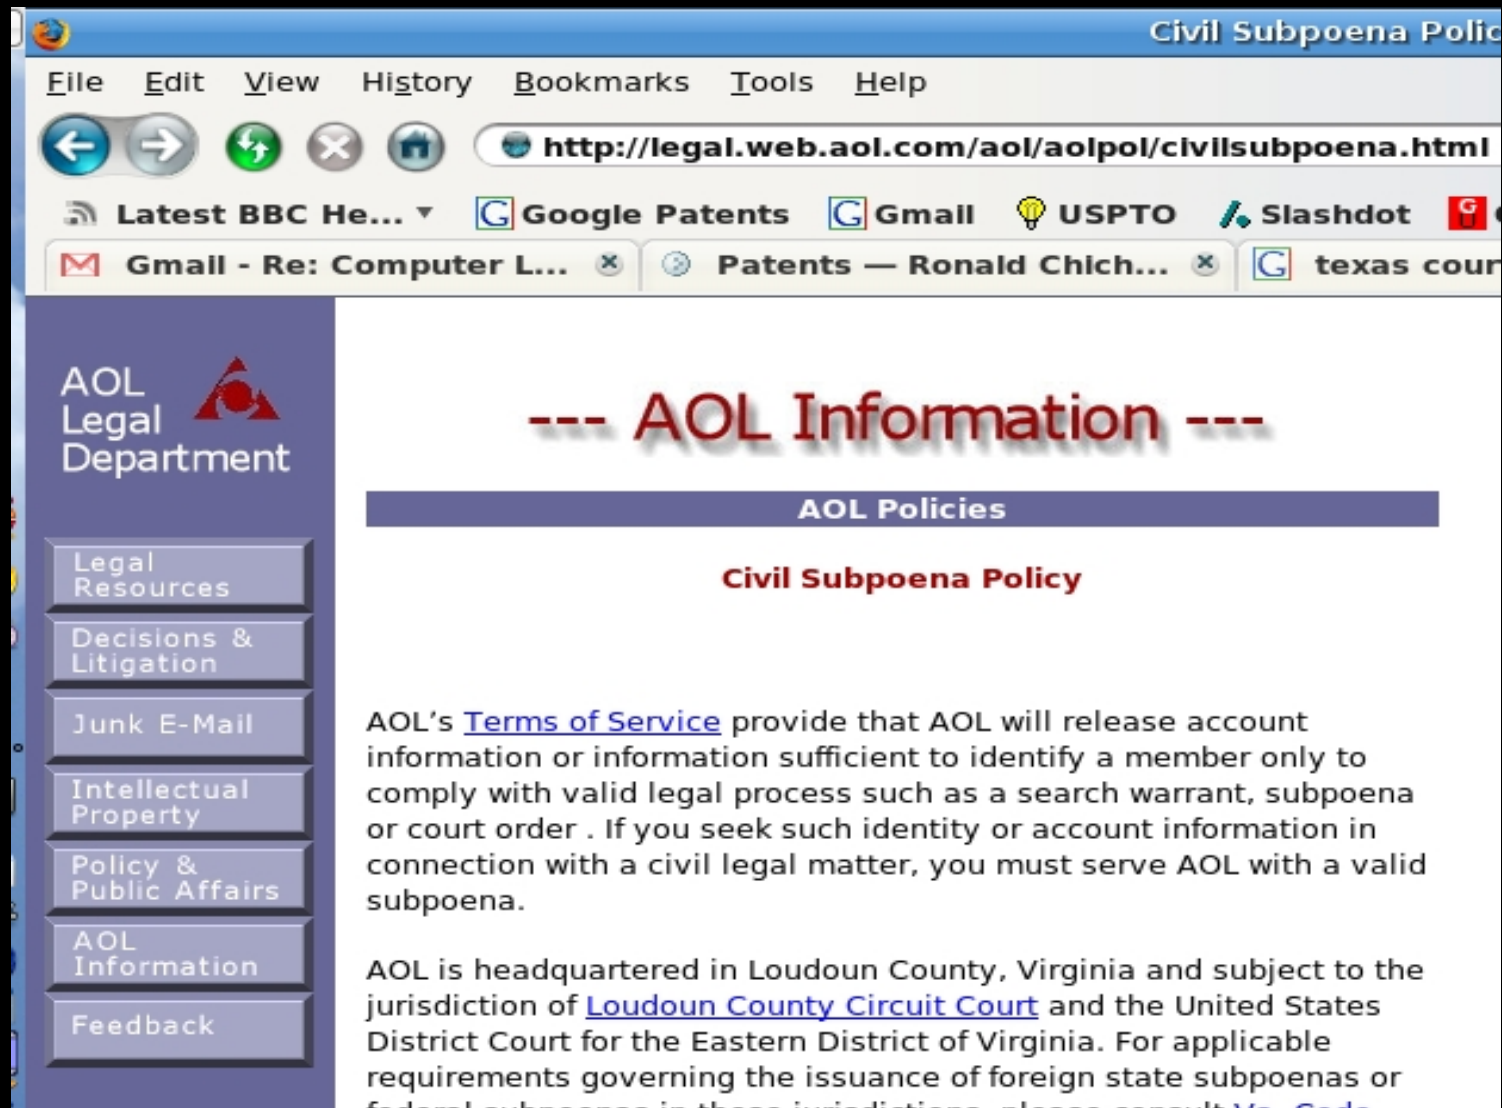 Civil Subpoena Polic
File Edit View History Bookmarks Tools Help
http://legal.web.aol.com/aol/aolpol/civilsubpoena.html
Latest BBC He... Google Patents Gmail USPTO Slashdot
Gmail - Re: Computer L... Patents — Ronald Chich... texas cour
AOL
Legal
Department
--- AOL Information ---
AOL Policies
Civil Subpoena Policy
Legal
Resources
Decisions &
Litigation
Junk E-Mail
Intellectual
Property
Policy &
Public Affairs
AOL
Information
Feedback
AOL’s Terms of Service provide that AOL will release account
information or information sufficient to identify a member only to
comply with valid legal process such as a search warrant, subpoena
or court order . If you seek such identity or account information in
connection with a civil legal matter, you must serve AOL with a valid
subpoena.
AOL is headquartered in Loudoun County, Virginia and subject to the
jurisdiction of Loudoun County Circuit Court and the United States
District Court for the Eastern District of Virginia. For applicable
requirements governing the issuance of foreign state subpoenas or